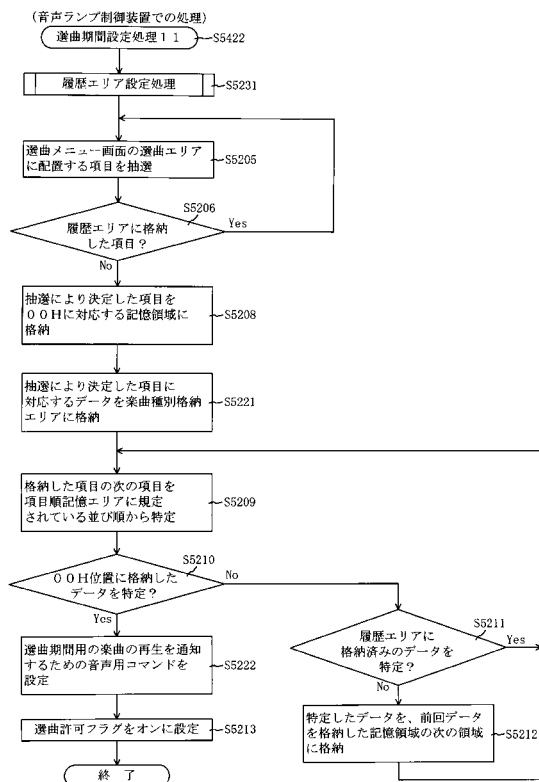 (音声ランプ制御装置での処理)
選曲期間設定処理11
S5422
履歴エリア設定処理
S5231
選曲メニュー画面の選曲エリア
に配置する項目を抽選
S5205
S5206
履歴エリアに格納
した項目?
Yes
No
抽選により決定した項目を
00Hに対応する記憶領域に
格納
S5208
抽選により決定した項目に
対応するデータを楽曲種別格納
エリアに格納
S5221
格納した項目の次の項目を
項目順記憶エリアに規定
されている並び順から特定
S5209
S5210
00H位置に格納した
データを特定?
No
Yes
S5211
履歴エリアに
格納済みのデータを
特定?
Yes
No
選曲期間用の楽曲の再生を通知
するための音声用コマンドを
設定
S5222
特定したデータを、前回データ
を格納した記憶領域の次の領域
に格納
S5212
選曲許可フラグをオンに設定
S5213
終了